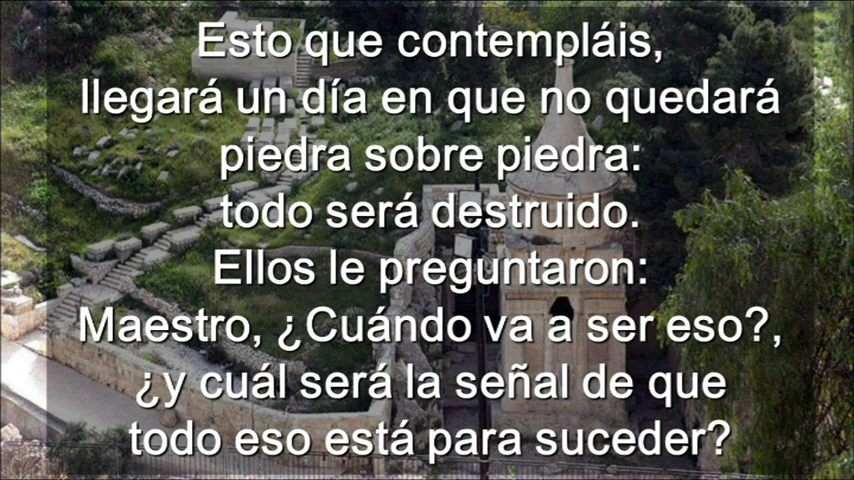 Esto que contempláis,
llegará un día en que no quedará
piedra sobre piedra:
todo será destruido.
Ellos le preguntaron:
Maestro, ¿Cuándo va a ser eso?,
¿y cuál será la señal de que
todo eso está para suceder?